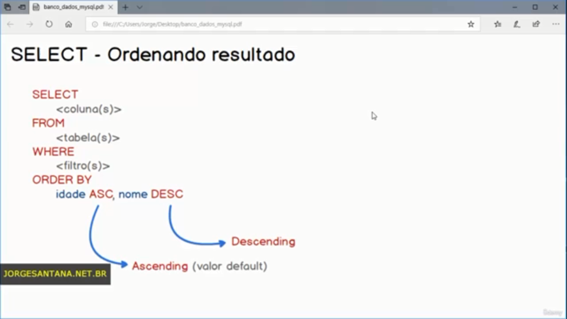 banco_dados_mysql.pdf
file:///C:/Users/Jorge/Desktop/banco_dados_mysql.pdf
SELECT - Ordenando resultado
SELECT
<coluna(s)>
FROM
<tabela(s)>
WHERE
<filtro(s)>
ORDER BY
idade ASC, nome DESC
Descending
Ascending (valor default)
JORGESANTANA.NET.BR
Udemy